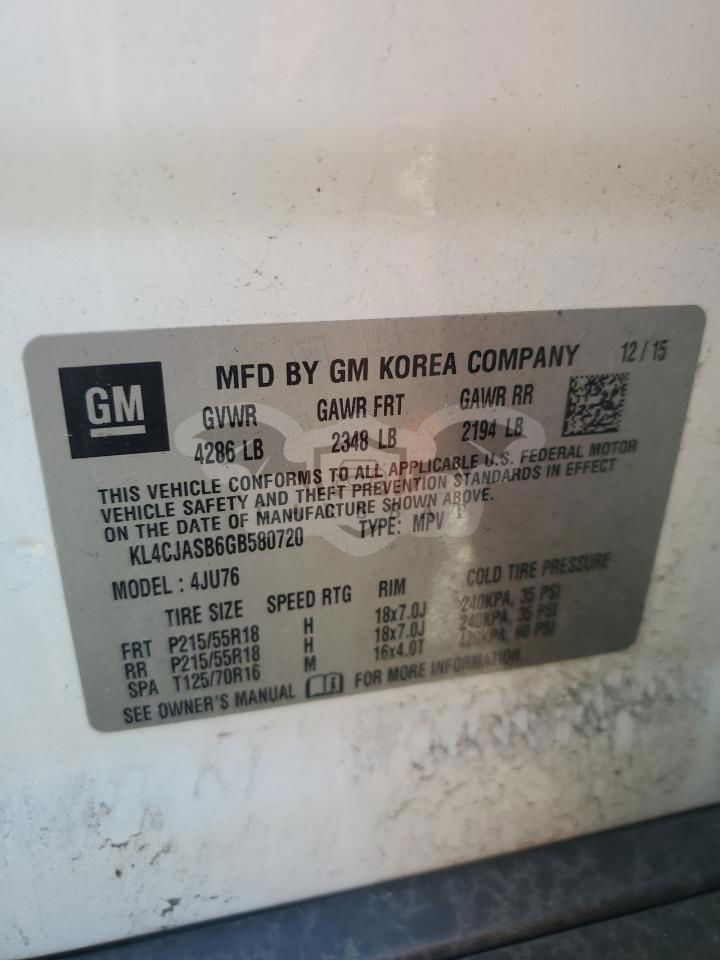 GM
MFD BY GM KOREA COMPANY 12/15
GVWR GAWR FRT GAWR RR
4286 LB 2348 LB 2194 LB
THIS VEHICLE CONFORMS TO ALL APPLICABLE U.S. FEDERAL MOTOR
VEHICLE SAFETY AND THEFT PREVENTION STANDARDS IN EFFECT
ON THE DATE OF MANUFACTURE SHOWN ABOVE.
KL4CJASB6GB580720 TYPE: MPV
MODEL : 4JU76
TIRE SIZE SPEED RTG RIM COLD TIRE PRESSURE
FRT P215/55R18 H 18x7.0J 240KPA, 35 PSI
RR P215/55R18 H 18x7.0J 240KPA, 35 PSI
SPA T125/70R16 M 16x4.0T 420KPA, 60 PSI
SEE OWNER'S MANUAL FOR MORE INFORMATION.